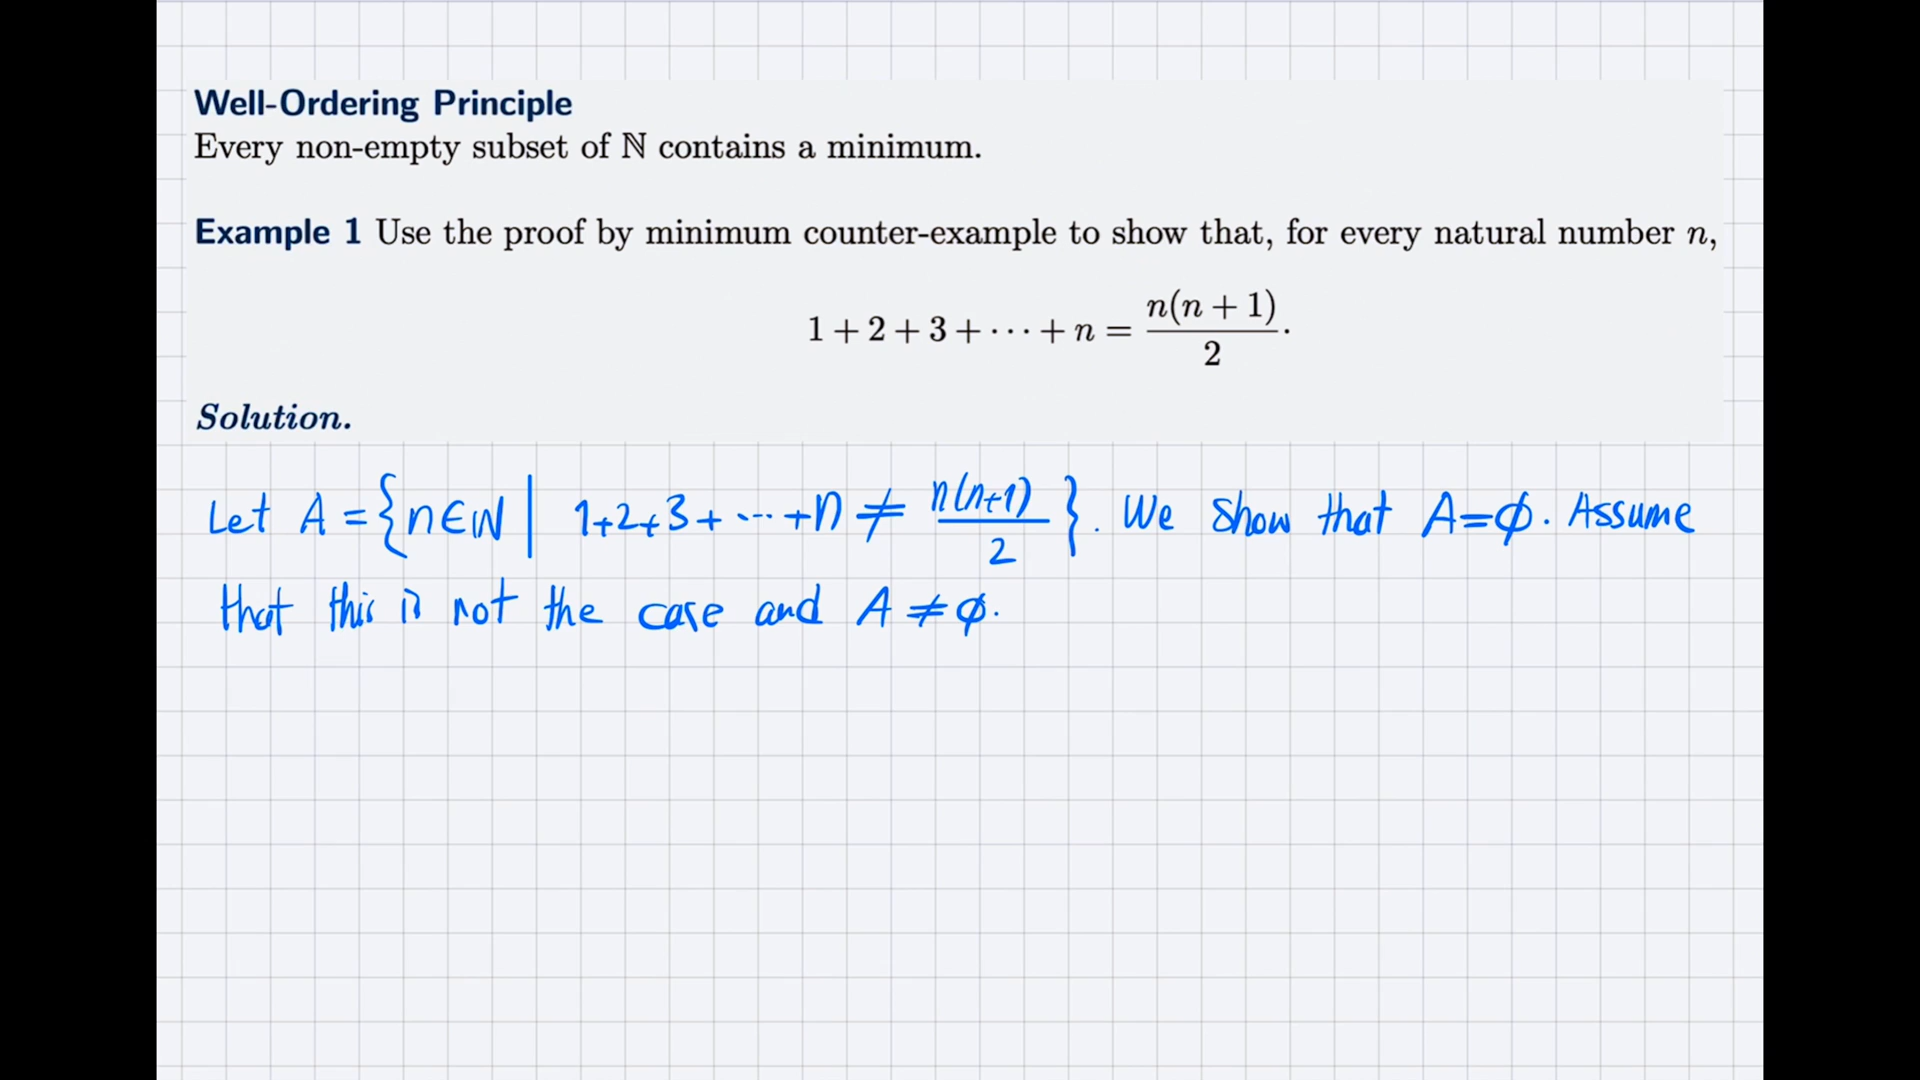 Well-Ordering Principle
Every non-empty subset of ℕ contains a minimum.
Example 1 Use the proof by minimum counter-example to show that, for every natural number n,
1 + 2 + 3 + ⋯ + n = n(n + 1)/2.
Solution.
Let A = {n ∈ ℕ | 1+2+3+ ⋯ +n ≠ n(n+1)/2}. We show that A=∅. Assume
that this is not the case and A ≠ ∅.